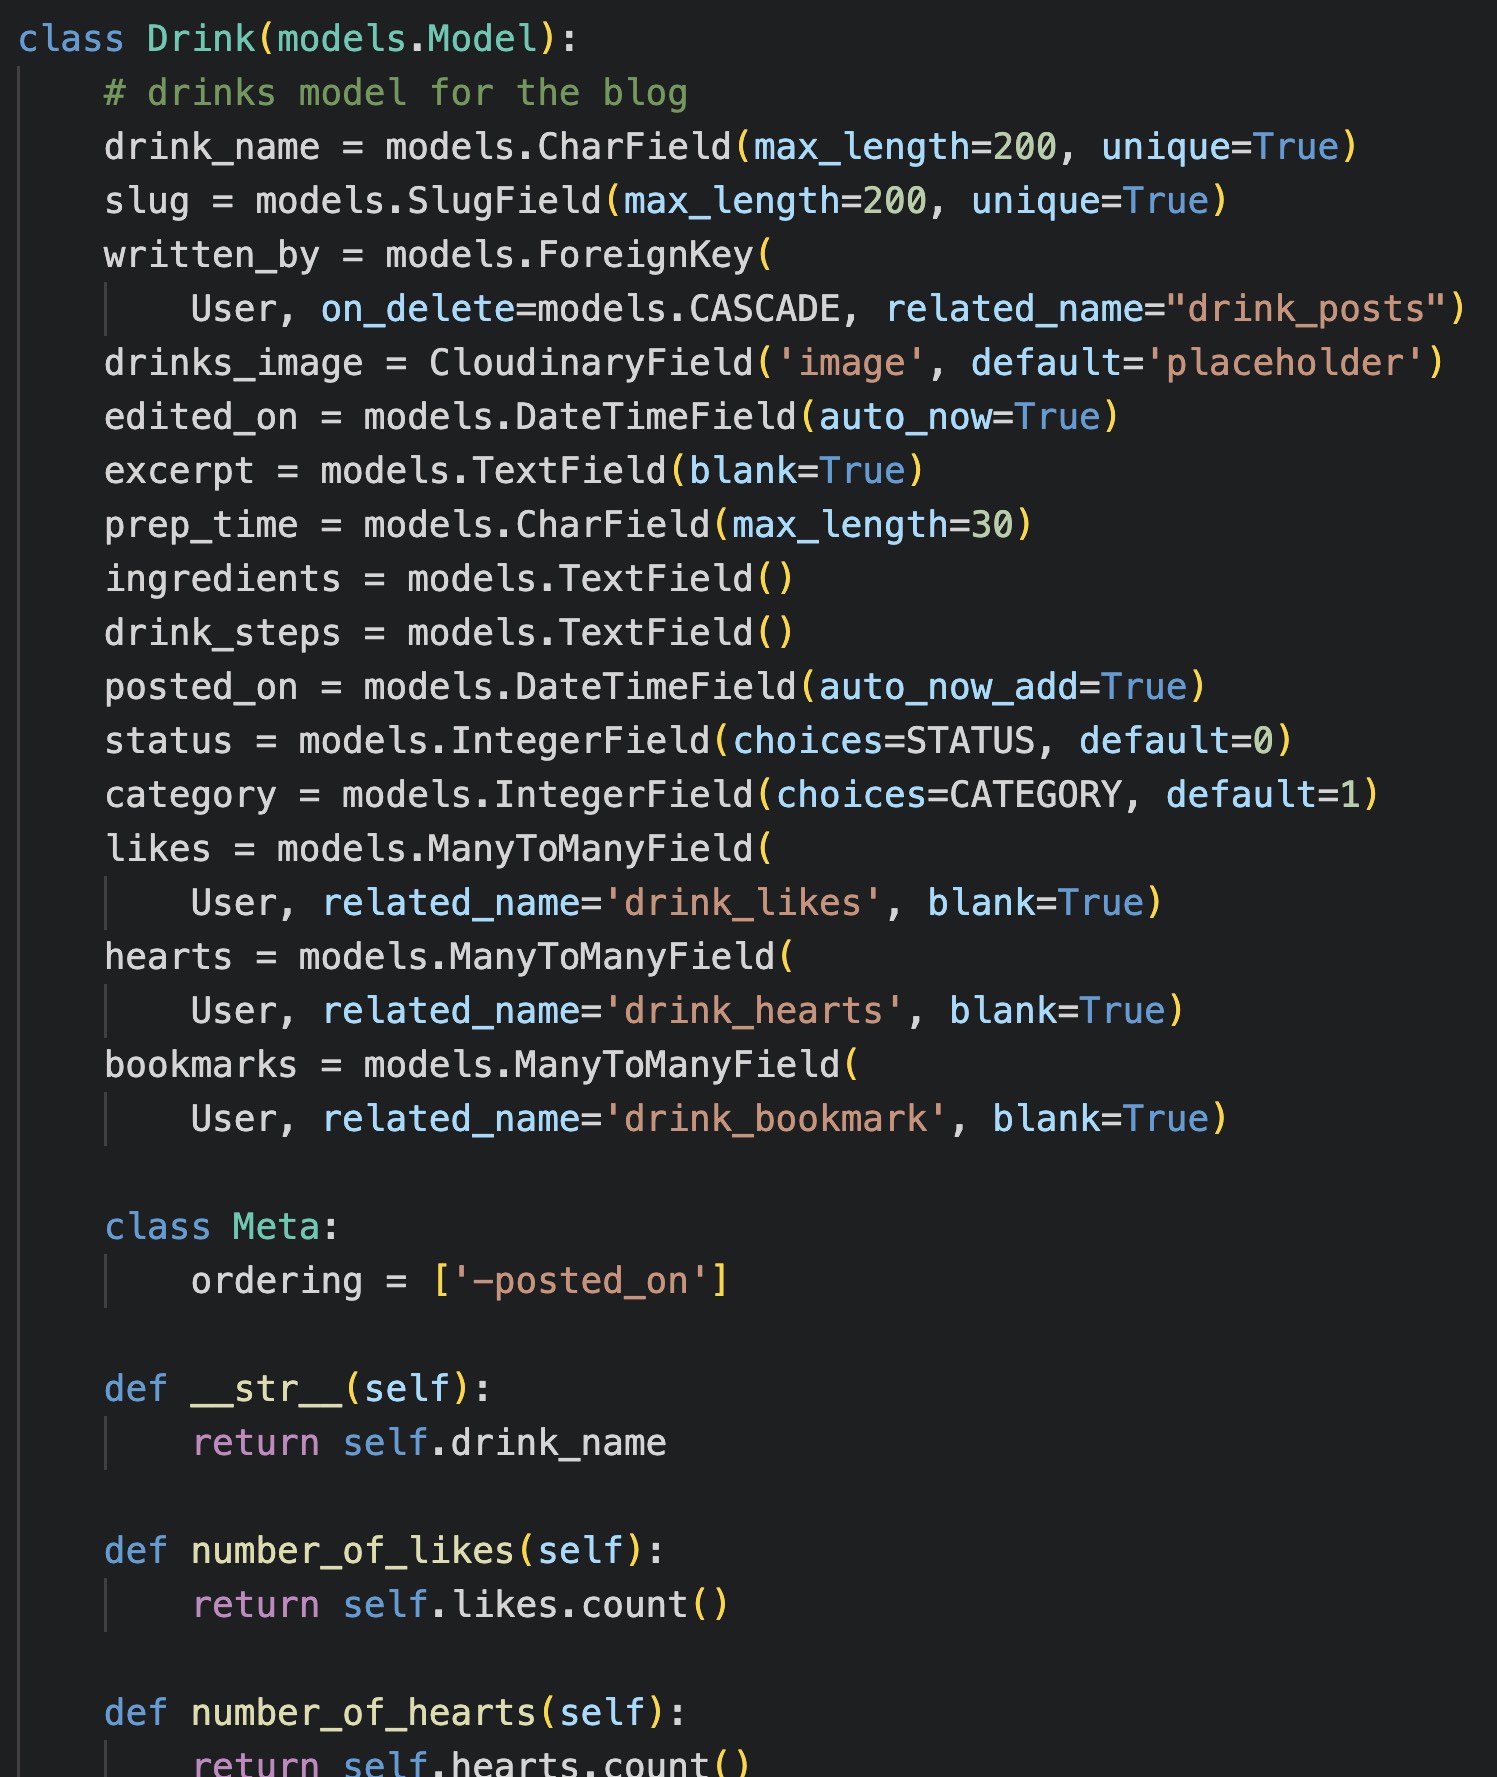 class Drink(models.Model):
    # drinks model for the blog
    drink_name = models.CharField(max_length=200, unique=True)
    slug = models.SlugField(max_length=200, unique=True)
    written_by = models.ForeignKey(
        User, on_delete=models.CASCADE, related_name="drink_posts")
    drinks_image = CloudinaryField('image', default='placeholder')
    edited_on = models.DateTimeField(auto_now=True)
    excerpt = models.TextField(blank=True)
    prep_time = models.CharField(max_length=30)
    ingredients = models.TextField()
    drink_steps = models.TextField()
    posted_on = models.DateTimeField(auto_now_add=True)
    status = models.IntegerField(choices=STATUS, default=0)
    category = models.IntegerField(choices=CATEGORY, default=1)
    likes = models.ManyToManyField(
        User, related_name='drink_likes', blank=True)
    hearts = models.ManyToManyField(
        User, related_name='drink_hearts', blank=True)
    bookmarks = models.ManyToManyField(
        User, related_name='drink_bookmark', blank=True)

    class Meta:
        ordering = ['-posted_on']

    def __str__(self):
        return self.drink_name

    def number_of_likes(self):
        return self.likes.count()

    def number_of_hearts(self):
        return self.hearts.count()